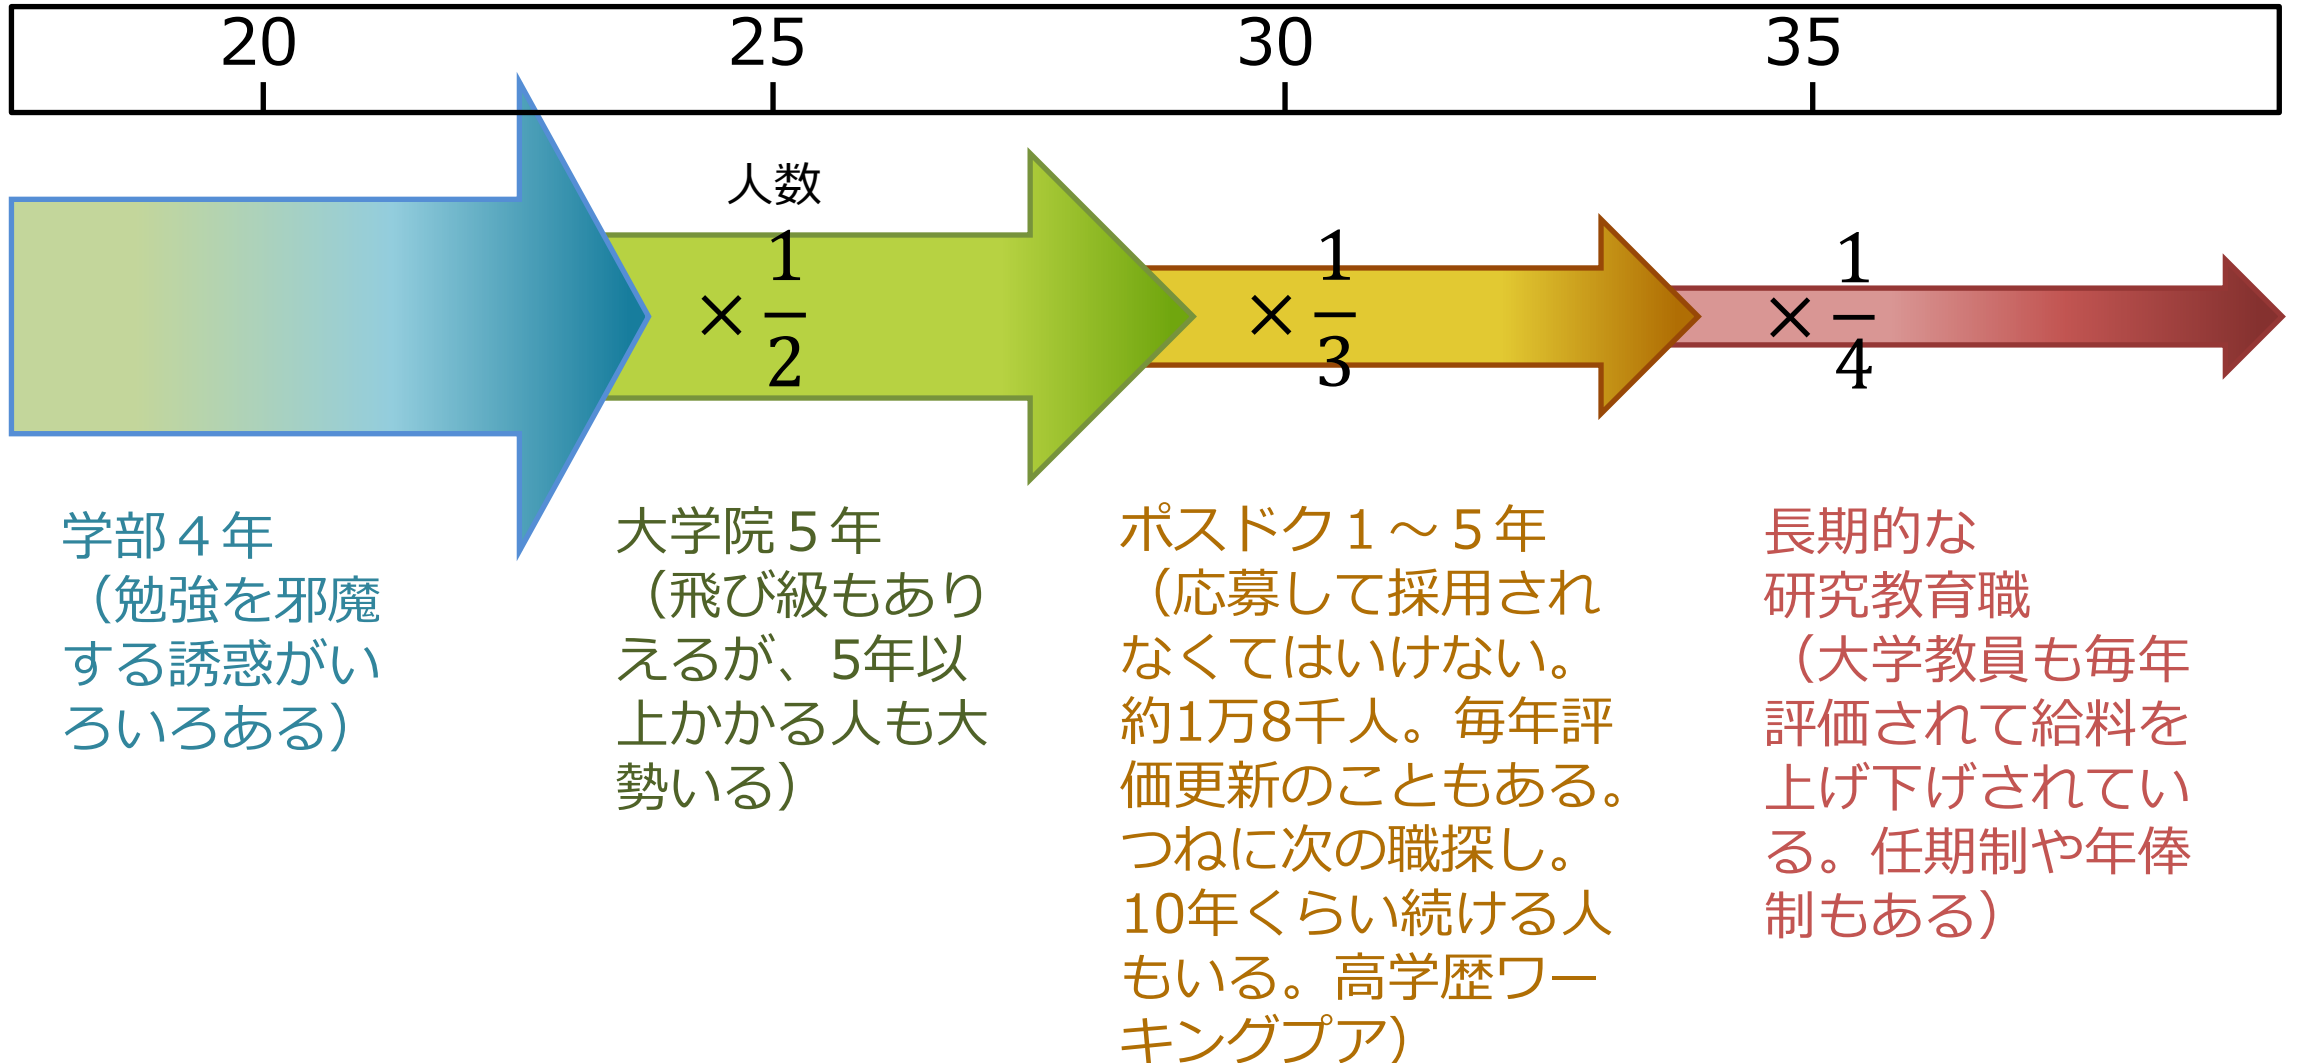 20 25 30 35
人数
× 1/2 × 1/3 × 1/4
学部４年
（勉強を邪魔
する誘惑がい
ろいろある）
大学院５年
（飛び級もあり
えるが、5年以
上かかる人も大
勢いる）
ポスドク１～５年
（応募して採用され
なくてはいけない。
約1万8千人。毎年評
価更新のこともある。
つねに次の職探し。
10年くらい続ける人
もいる。高学歴ワー
キングプア）
長期的な
研究教育職
（大学教員も毎年
評価されて給料を
上げ下げされてい
る。任期制や年俸
制もある）